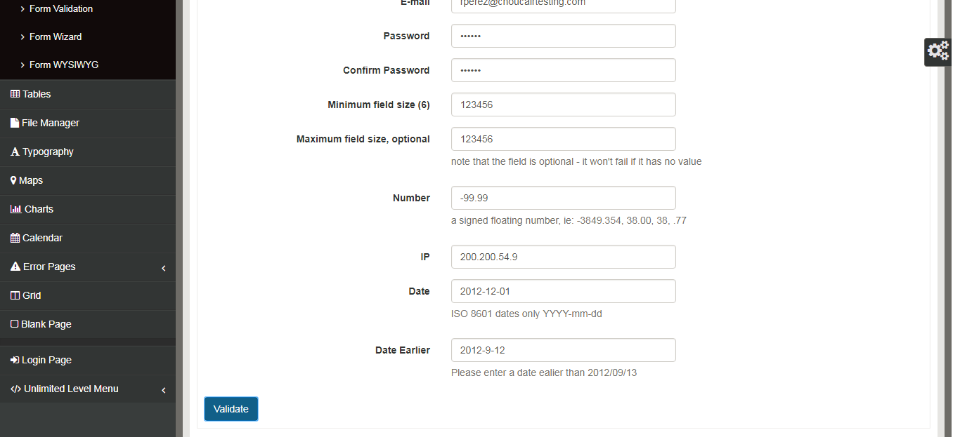 Form Validation
Form Wizard
Form WYSIWYG
Tables
File Manager
Typography
Maps
Charts
Calendar
Error Pages
Grid
Blank Page
Login Page
Unlimited Level Menu
E-mail rperez@choucairtesting.com
Password ••••••
Confirm Password ••••••
Minimum field size (6) 123456
Maximum field size, optional 123456
note that the field is optional - it won't fail if it has no value
Number -99.99
a signed floating number, ie: -3849.354, 38.00, 38, .77
IP 200.200.54.9
Date 2012-12-01
ISO 8601 dates only YYYY-mm-dd
Date Earlier 2012-9-12
Please enter a date ealier than 2012/09/13
Validate